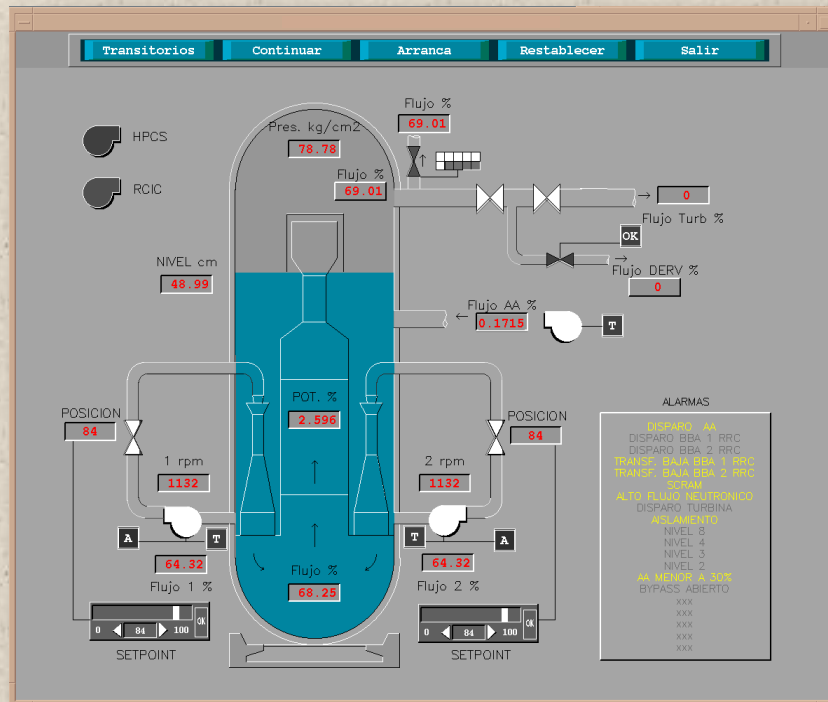 Transitorios Continuar Arranca Restablecer Salir
Flujo %
69.01
HPCS
Pres. kg/cm2
78.78
RCIC
Flujo %
69.01
0
Flujo Turb %
OK
NIVEL cm
48.99
Flujo DERV %
0
Flujo AA %
0.1715
T
POSICION
84
POT. %
2.596
POSICION
84
1 rpm
1132
2 rpm
1132
A
T
T
A
64.32
Flujo 1 %
64.32
Flujo 2 %
Flujo %
68.25
0 84 100 OK
SETPOINT
0 84 100 OK
SETPOINT
ALARMAS
DISPARO AA
DISPARO BBA 1 RRC
DISPARO BBA 2 RRC
TRANSF. BAJA BBA 1 RRC
TRANSF. BAJA BBA 2 RRC
SCRAM
ALTO FLUJO NEUTRONICO
DISPARO TURBINA
AISLAMIENTO
NIVEL 8
NIVEL 4
NIVEL 3
NIVEL 2
AA MENOR A 30%
BYPASS ABIERTO
xxx
xxx
xxx
xxx
xxx